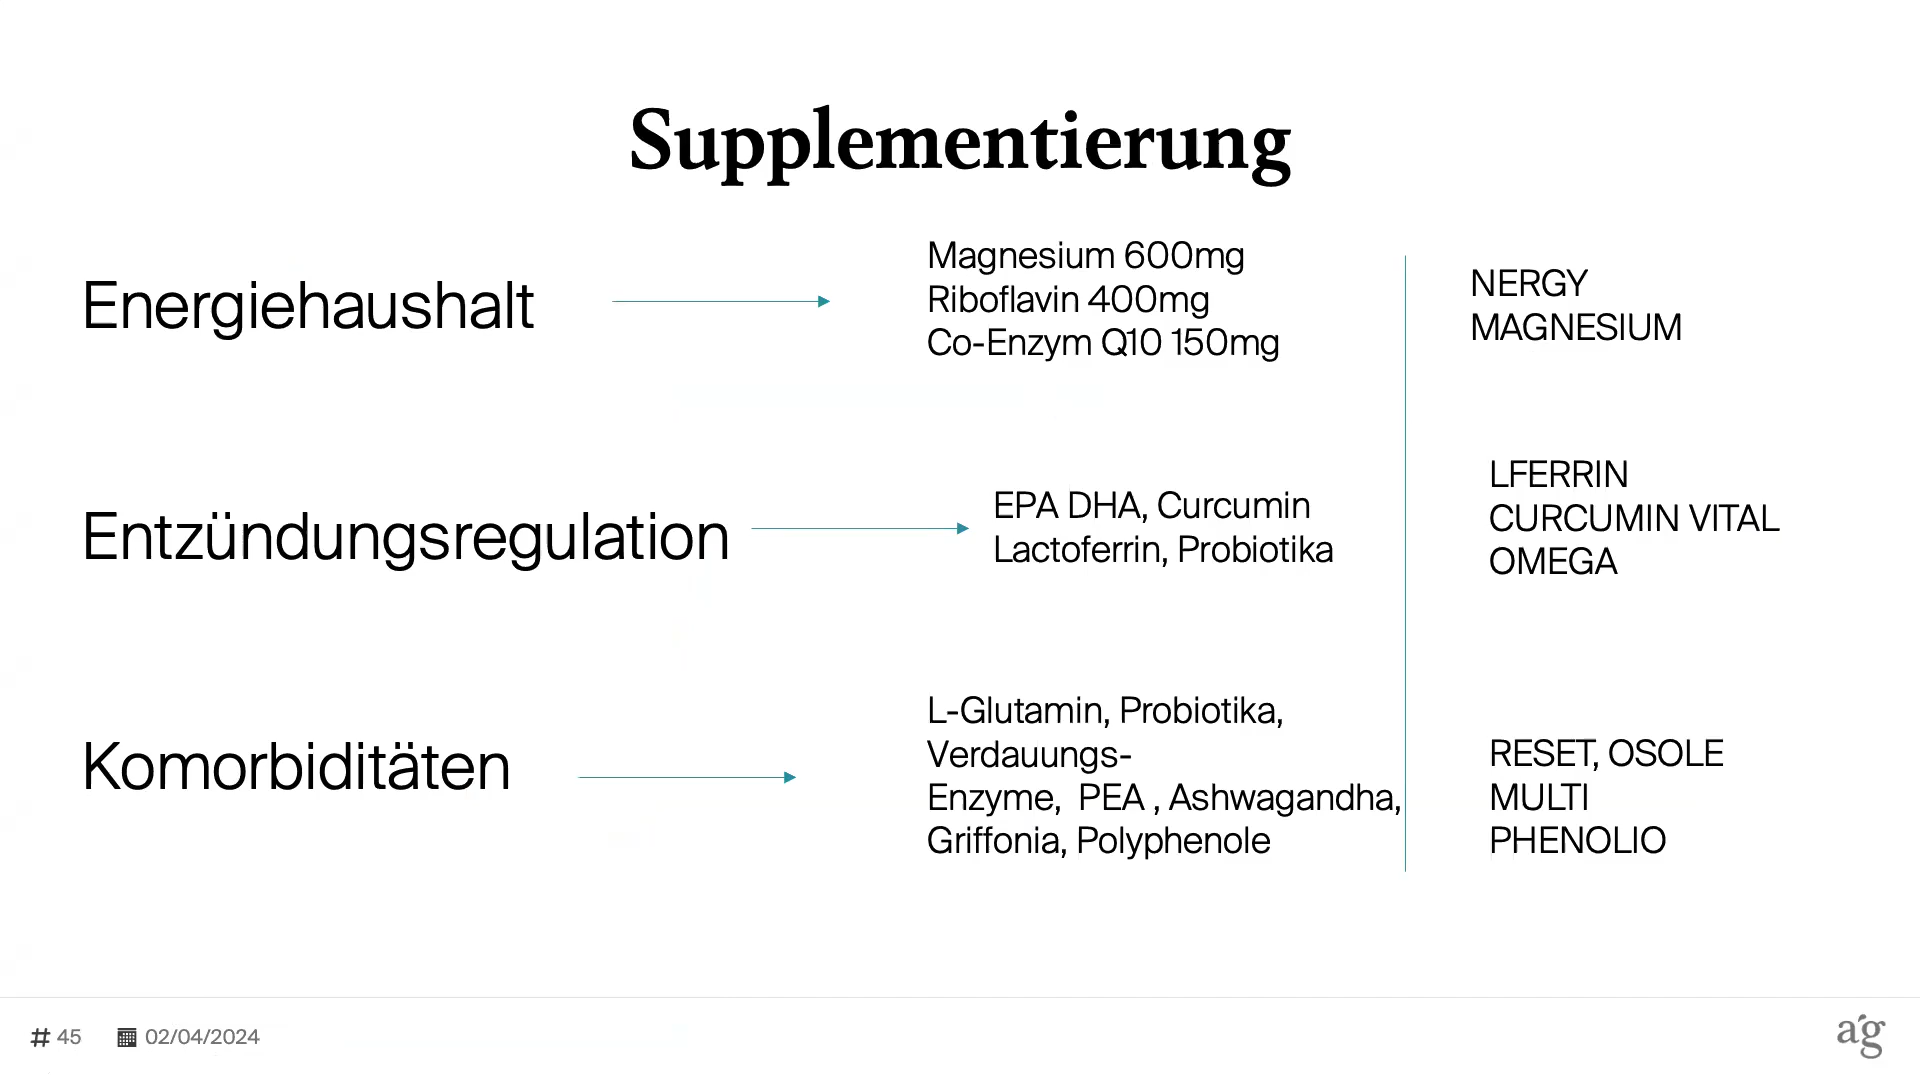 Supplementierung
Energiehaushalt
Magnesium 600mg
Riboflavin 400mg
Co-Enzym Q10 150mg
NERGY
MAGNESIUM
Entzündungsregulation
EPA DHA, Curcumin
Lactoferrin, Probiotika
LFERRIN
CURCUMIN VITAL
OMEGA
Komorbiditäten
L-Glutamin, Probiotika,
Verdauungs-
Enzyme,  PEA , Ashwagandha,
Griffonia, Polyphenole
RESET, OSOLE
MULTI
PHENOLIO
# 45
02/04/2024
a'g